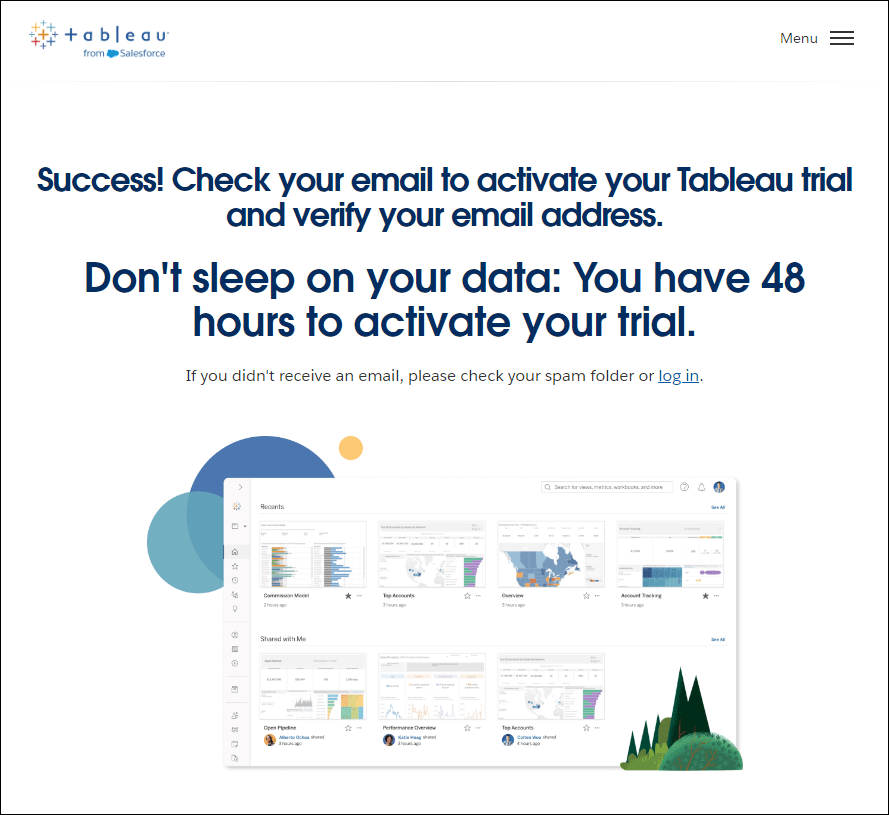 +ableau
from Salesforce
Menu
Success! Check your email to activate your Tableau trial
and verify your email address.
Don't sleep on your data: You have 48
hours to activate your trial.
If you didn't receive an email, please check your spam folder or log in.
Search for views, metrics, workbooks, and more
Recents
See All
Commission Model
2 hours ago
Top Accounts
3 hours ago
Overview
3 hours ago
Account Tracking
3 hours ago
Shared with Me
See All
Open Pipeline
Alberto Ochoa shared
3 hours ago
Performance Overview
Katie Haag shared
3 hours ago
Top Accounts
Colten Woo shared
4 hours ago